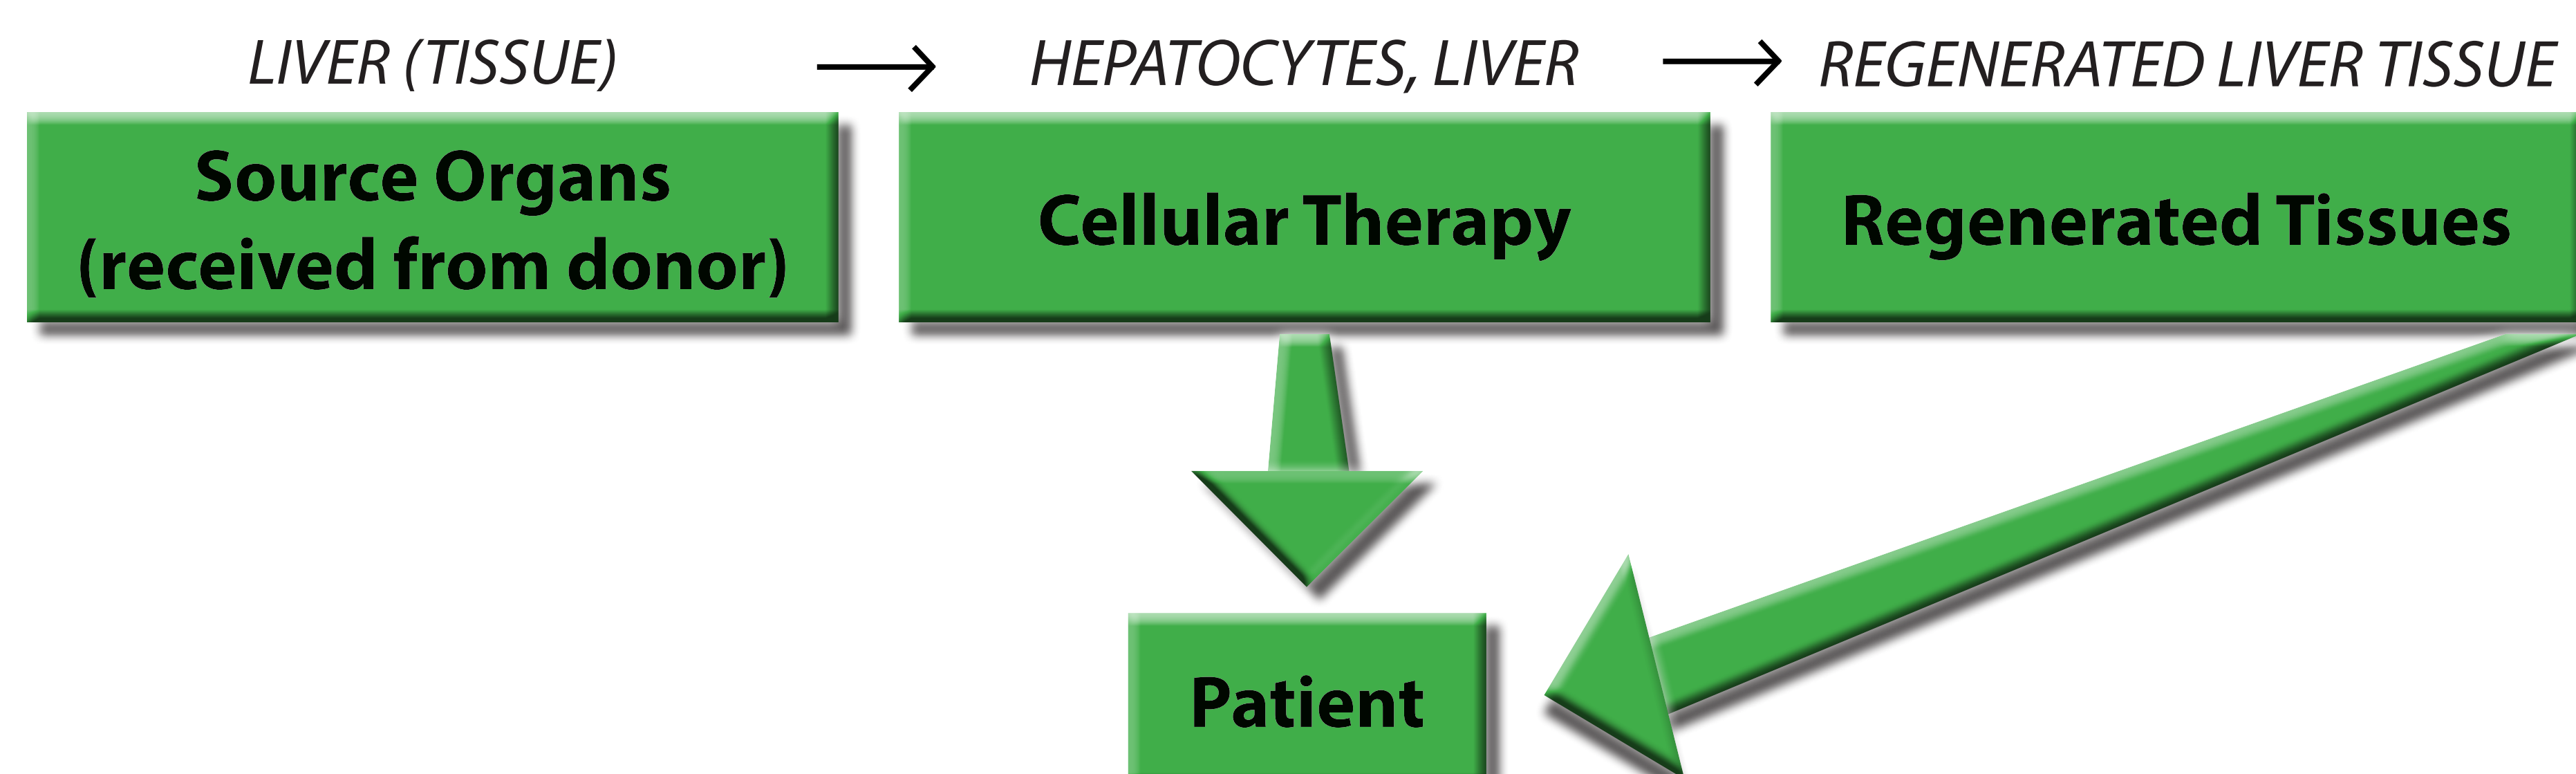 LIVER (TISSUE) → HEPATOCYTES, LIVER → REGENERATED LIVER TISSUE
Source Organs
(received from donor)
Cellular Therapy
Regenerated Tissues
Patient